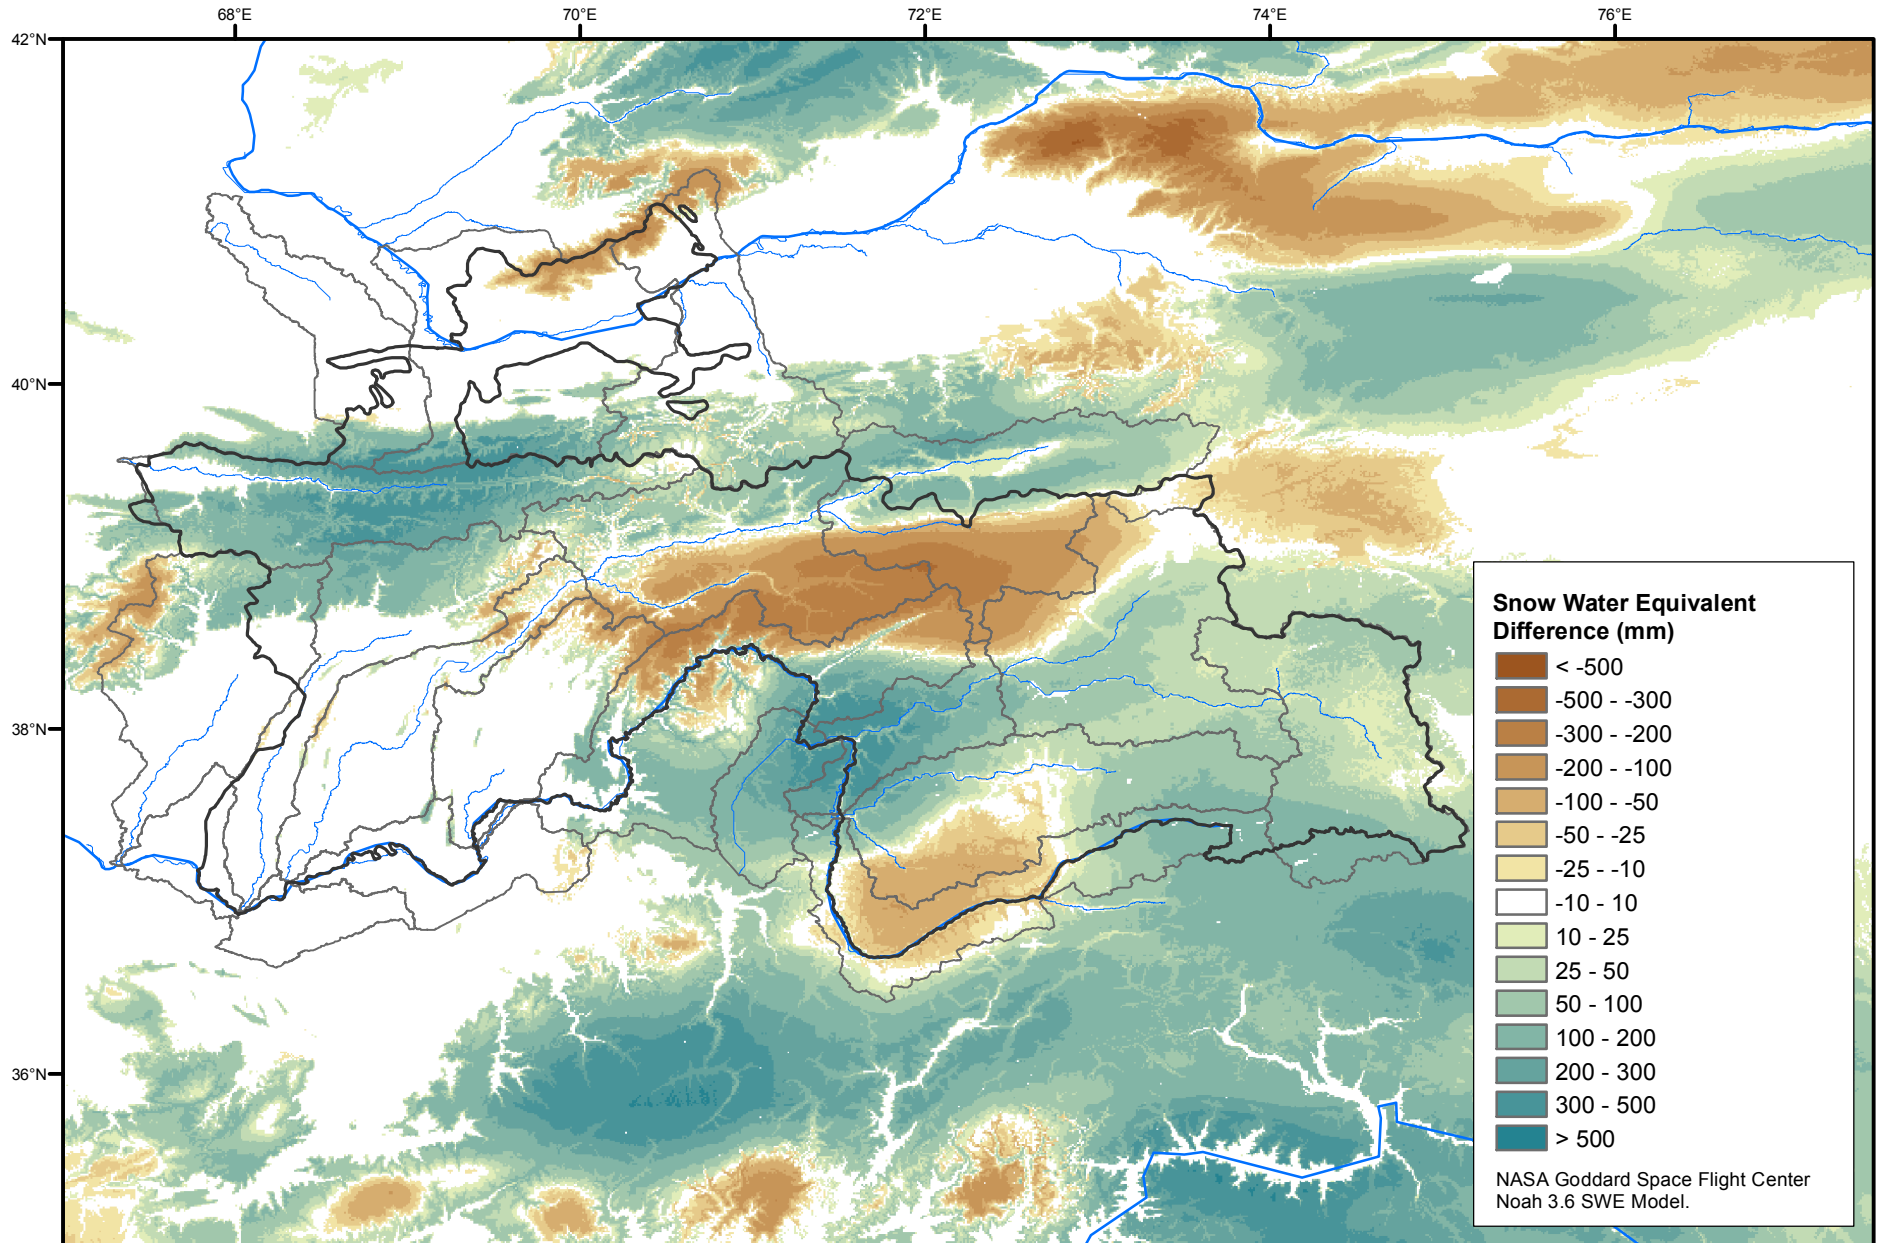 68°E
70°E
72°E
74°E
76°E
42°N
40°N
38°N
36°N
Snow Water Equivalent
Difference (mm)
< -500
-500 - -300
-300 - -200
-200 - -100
-100 - -50
-50 - -25
-25 - -10
-10 - 10
10 - 25
25 - 50
50 - 100
100 - 200
200 - 300
300 - 500
> 500
NASA Goddard Space Flight Center
Noah 3.6 SWE Model.